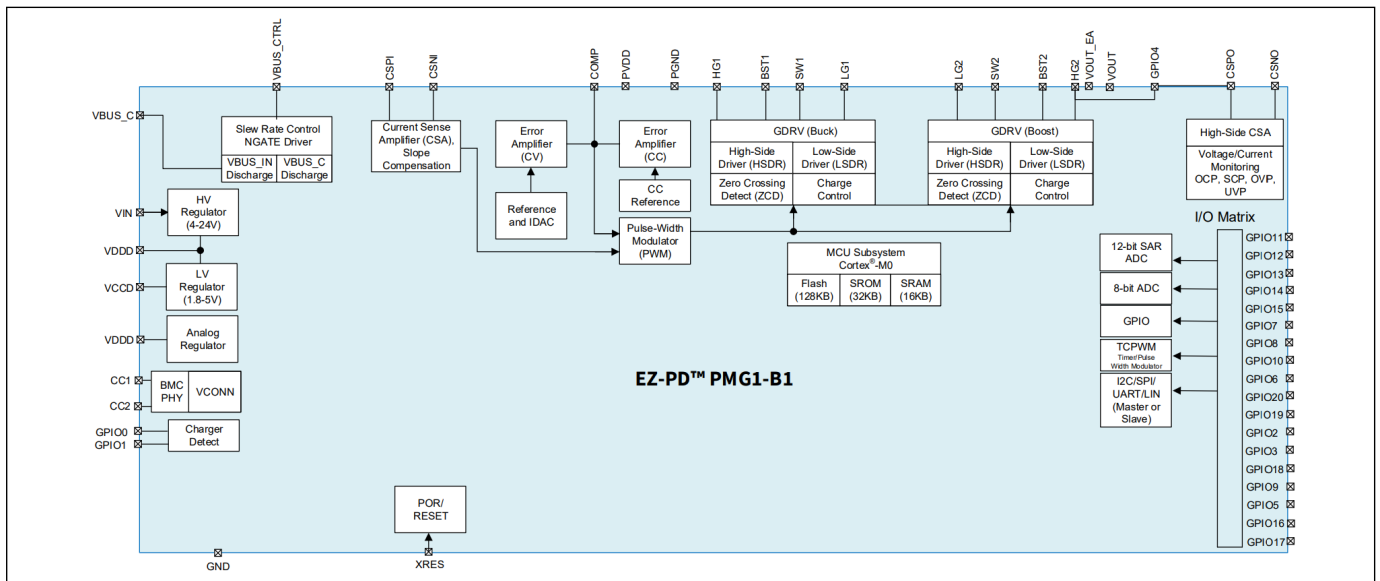 VBUS_CTRL
CSPI
CSNI
COMP
PVDD
PGND
HG1
BST1
SW1
LG1
LG2
SW2
BST2
HG2
VOUT_EA
VOUT
GPIO4
CSPO
CSNO
VBUS_C
Slew Rate Control
NGATE Driver
VBUS_IN
Discharge
VBUS_C
Discharge
Current Sense
Amplifier (CSA),
Slope
Compensation
Error
Amplifier
(CV)
Error
Amplifier
(CC)
Reference
and IDAC
CC
Reference
Pulse-Width
Modulator
(PWM)
GDRV (Buck)
High-Side
Driver (HSDR)
Low-Side
Driver (LSDR)
Zero Crossing
Detect (ZCD)
Charge
Control
GDRV (Boost)
High-Side
Driver (HSDR)
Low-Side
Driver (LSDR)
Zero Crossing
Detect (ZCD)
Charge
Control
High-Side CSA
Voltage/Current
Monitoring
OCP, SCP, OVP,
UVP
VIN
HV
Regulator
(4-24V)
VDDD
VCCD
LV
Regulator
(1.8-5V)
VDDD
Analog
Regulator
CC1
CC2
BMC
PHY
VCONN
GPIO0
GPIO1
Charger
Detect
MCU Subsystem
Cortex®-M0
Flash
(128KB)
SROM
(32KB)
SRAM
(16KB)
EZ-PD™ PMG1-B1
I/O Matrix
12-bit SAR
ADC
8-bit ADC
GPIO
TCPWM
Timer/Pulse
Width Modulator
I2C/SPI/
UART/LIN
(Master or
Slave)
GPIO11
GPIO12
GPIO13
GPIO14
GPIO15
GPIO7
GPIO8
GPIO10
GPIO6
GPIO20
GPIO19
GPIO2
GPIO3
GPIO18
GPIO9
GPIO5
GPIO16
GPIO17
POR/
RESET
GND
XRES